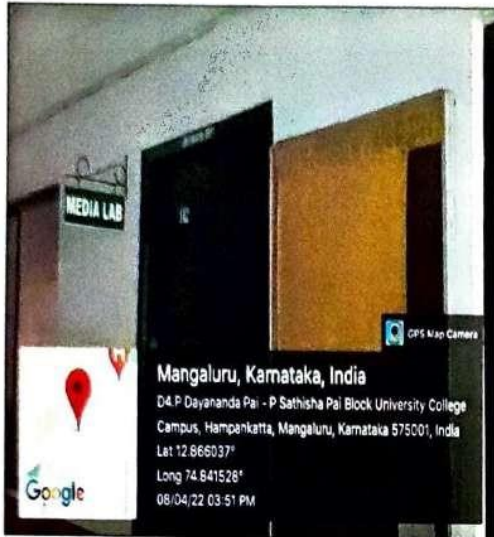 MEDIA LAB
GPS Map Camera
Mangaluru, Karnataka, India
D4.P Dayananda Pai - P Sathisha Pai Block University College
Campus, Hampankatta, Mangaluru, Karnataka 575001, India
Lat 12.866037°
Long 74.841528°
08/04/22 03:51 PM
Google